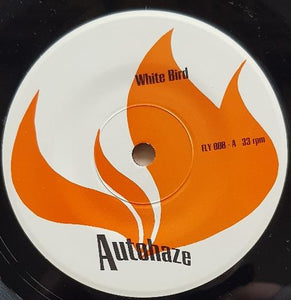 White Bird
FLY 008 - A 33 rpm
Autohaze